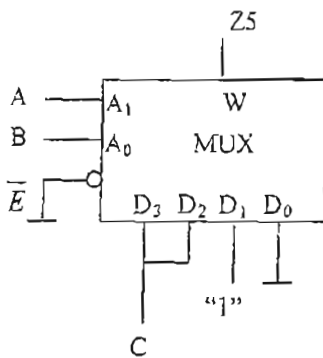 Z5
A A₁ W
B A₀ MUX
E̅
D₃ D₂ D₁ D₀
“1”
C